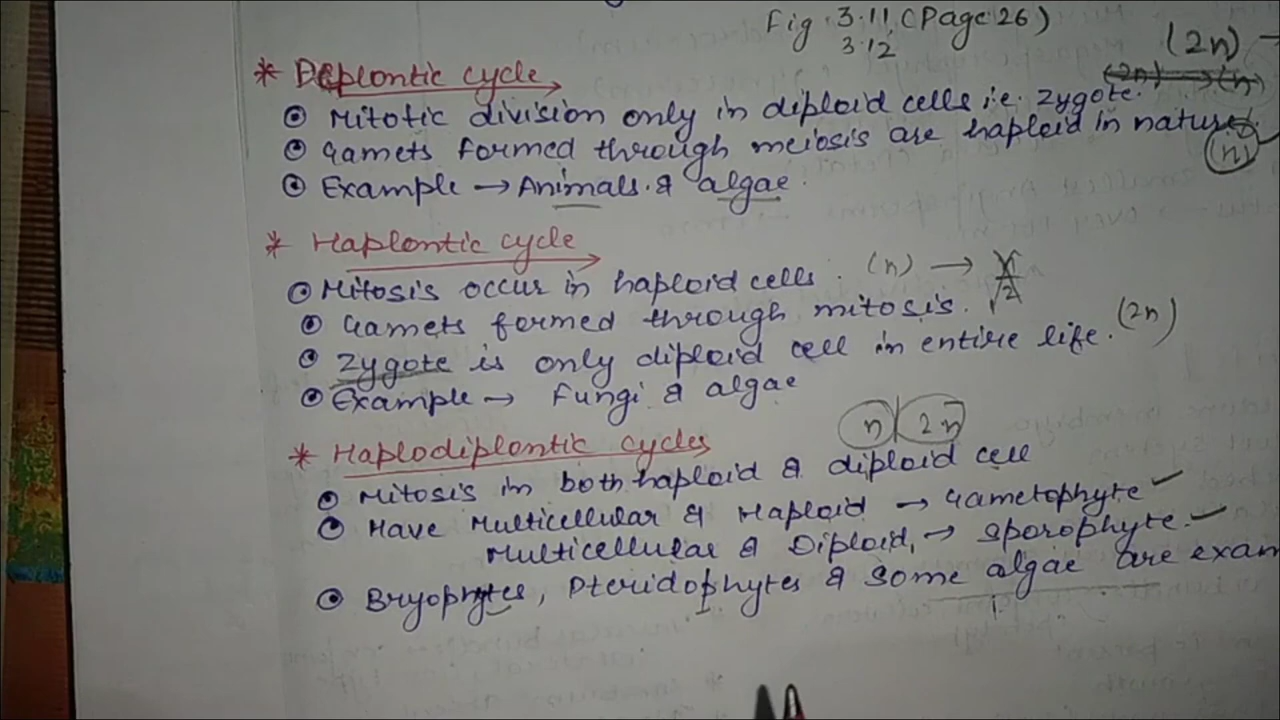 Fig 3.11 (Page 26)
3.12
(2n)
(2n) → (n)
* Diplontic cycle
Mitotic division only in diploid cells i.e. zygote.
Gamets formed through meiosis are haploid in nature.
(n)
Example → Animals & algae.
* Haplontic cycle
Mitosis occur in haploid cells. (n) →
Gamets formed through mitosis.
Zygote is only diploid cell in entire life. (2n)
Example → Fungi & algae
n | 2n
* Haplodiplontic cycles
Mitosis in both haploid & diploid cell
Have Multicellular & Haploid → Gametophyte ✓
Multicellular & Diploid, → Sporophyte. ✓
Bryophytes, Pteridophytes & Some algae are exam